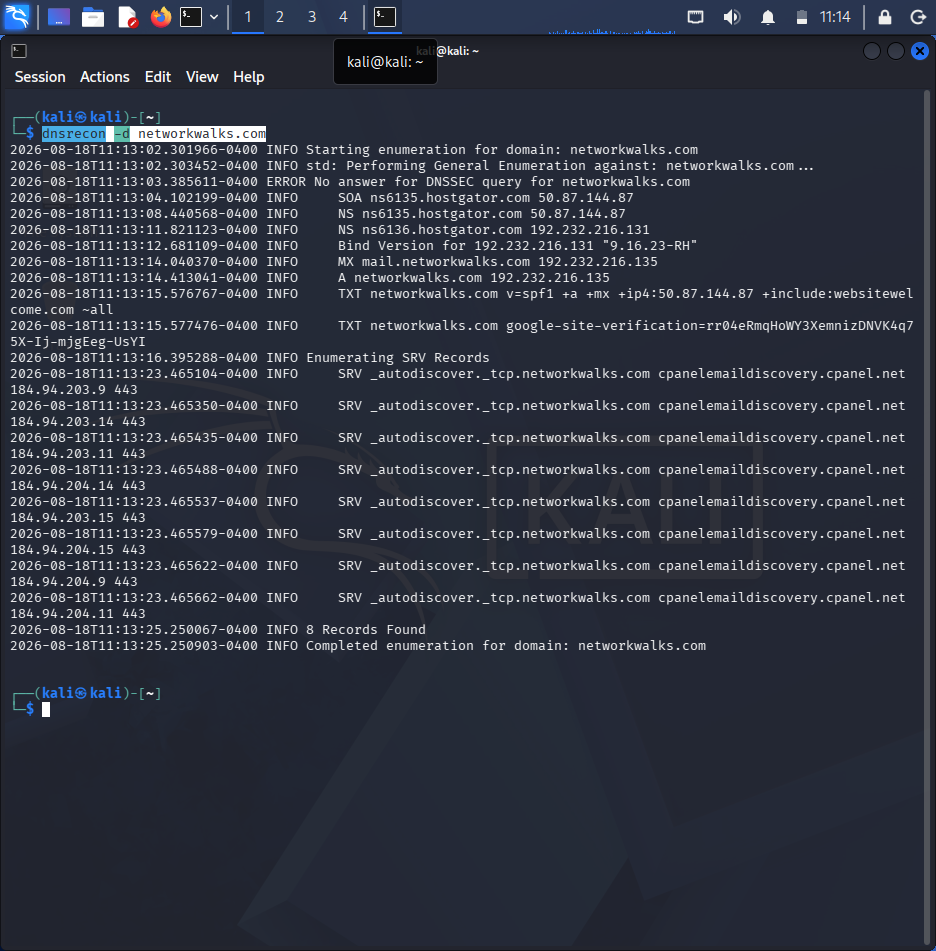 1 2 3 4 11:14
kali@kali: ~
kali@kali: ~
Session Actions Edit View Help
┌──(kali㉿kali)-[~]
└─$ dnsrecon -d networkwalks.com
2026-08-18T11:13:02.301966-0400 INFO Starting enumeration for domain: networkwalks.com
2026-08-18T11:13:02.303452-0400 INFO std: Performing General Enumeration against: networkwalks.com...
2026-08-18T11:13:03.385611-0400 ERROR No answer for DNSSEC query for networkwalks.com
2026-08-18T11:13:04.102199-0400 INFO SOA ns6135.hostgator.com 50.87.144.87
2026-08-18T11:13:08.440568-0400 INFO NS ns6135.hostgator.com 50.87.144.87
2026-08-18T11:13:11.821123-0400 INFO NS ns6136.hostgator.com 192.232.216.131
2026-08-18T11:13:12.681109-0400 INFO Bind Version for 192.232.216.131 "9.16.23-RH"
2026-08-18T11:13:14.040370-0400 INFO MX mail.networkwalks.com 192.232.216.135
2026-08-18T11:13:14.413041-0400 INFO A networkwalks.com 192.232.216.135
2026-08-18T11:13:15.576767-0400 INFO TXT networkwalks.com v=spf1 +a +mx +ip4:50.87.144.87 +include:websitewel
come.com ~all
2026-08-18T11:13:15.577476-0400 INFO TXT networkwalks.com google-site-verification=rr04eRmqHoWY3XemnizDNVK4q7
5X-Ij-mjgEeg-UsYI
2026-08-18T11:13:16.395288-0400 INFO Enumerating SRV Records
2026-08-18T11:13:23.465104-0400 INFO SRV _autodiscover._tcp.networkwalks.com cpanelemaildiscovery.cpanel.net
184.94.203.9 443
2026-08-18T11:13:23.465350-0400 INFO SRV _autodiscover._tcp.networkwalks.com cpanelemaildiscovery.cpanel.net
184.94.203.14 443
2026-08-18T11:13:23.465435-0400 INFO SRV _autodiscover._tcp.networkwalks.com cpanelemaildiscovery.cpanel.net
184.94.203.11 443
2026-08-18T11:13:23.465488-0400 INFO SRV _autodiscover._tcp.networkwalks.com cpanelemaildiscovery.cpanel.net
184.94.204.14 443
2026-08-18T11:13:23.465537-0400 INFO SRV _autodiscover._tcp.networkwalks.com cpanelemaildiscovery.cpanel.net
184.94.203.15 443
2026-08-18T11:13:23.465579-0400 INFO SRV _autodiscover._tcp.networkwalks.com cpanelemaildiscovery.cpanel.net
184.94.204.15 443
2026-08-18T11:13:23.465622-0400 INFO SRV _autodiscover._tcp.networkwalks.com cpanelemaildiscovery.cpanel.net
184.94.204.9 443
2026-08-18T11:13:23.465662-0400 INFO SRV _autodiscover._tcp.networkwalks.com cpanelemaildiscovery.cpanel.net
184.94.204.11 443
2026-08-18T11:13:25.250067-0400 INFO 8 Records Found
2026-08-18T11:13:25.250903-0400 INFO Completed enumeration for domain: networkwalks.com
┌──(kali㉿kali)-[~]
└─$
KALI